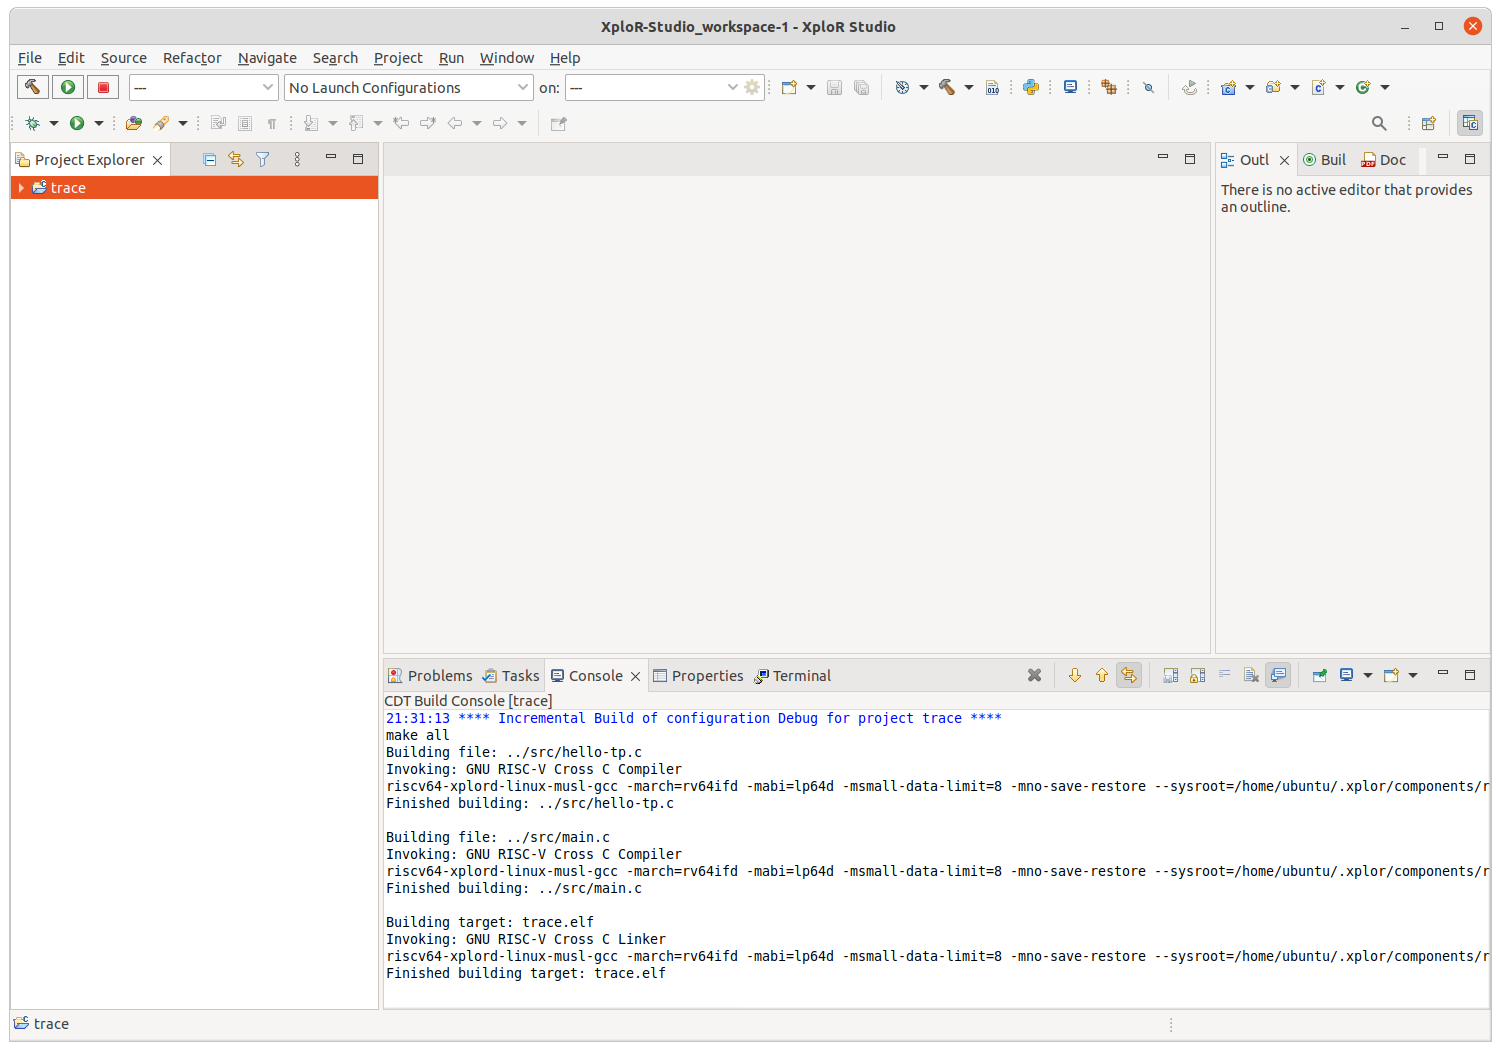 XploR-Studio_workspace-1 - XploR Studio
File Edit Source Refactor Navigate Search Project Run Window Help
--- No Launch Configurations on: ---
Project Explorer
trace
Outl Buil Doc
There is no active editor that provides
an outline.
Problems Tasks Console Properties Terminal
CDT Build Console [trace]
21:31:13 **** Incremental Build of configuration Debug for project trace ****
make all
Building file: ../src/hello-tp.c
Invoking: GNU RISC-V Cross C Compiler
riscv64-xplord-linux-musl-gcc -march=rv64ifd -mabi=lp64d -msmall-data-limit=8 -mno-save-restore --sysroot=/home/ubuntu/.xplor/components/r
Finished building: ../src/hello-tp.c
Building file: ../src/main.c
Invoking: GNU RISC-V Cross C Compiler
riscv64-xplord-linux-musl-gcc -march=rv64ifd -mabi=lp64d -msmall-data-limit=8 -mno-save-restore --sysroot=/home/ubuntu/.xplor/components/r
Finished building: ../src/main.c
Building target: trace.elf
Invoking: GNU RISC-V Cross C Linker
riscv64-xplord-linux-musl-gcc -march=rv64ifd -mabi=lp64d -msmall-data-limit=8 -mno-save-restore --sysroot=/home/ubuntu/.xplor/components/r
Finished building target: trace.elf
trace